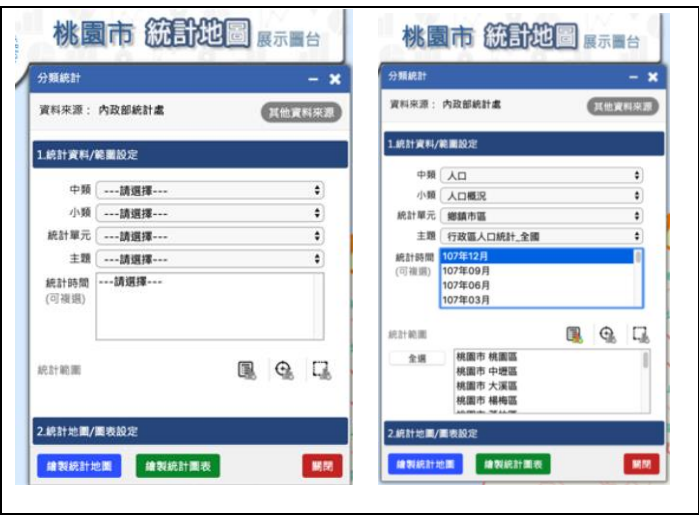 桃園市 統計地圖 展示圖台
分類統計
資料來源： 內政部統計處
其他資料來源
1.統計資料/範圍設定
中類 ---請選擇---
小類 ---請選擇---
統計單元 ---請選擇---
主題 ---請選擇---
統計時間 ---請選擇---
(可複選)
統計範圍
2.統計地圖/圖表設定
繪製統計地圖 繪製統計圖表 關閉
桃園市 統計地圖 展示圖台
分類統計
資料來源： 內政部統計處
其他資料來源
1.統計資料/範圍設定
中類 人口
小類 人口概況
統計單元 鄉鎮市區
主題 行政區人口統計_全國
統計時間 107年12月
(可複選) 107年09月
107年06月
107年03月
統計範圍
全選 桃園市 桃園區
桃園市 中壢區
桃園市 大溪區
桃園市 楊梅區
2.統計地圖/圖表設定
繪製統計地圖 繪製統計圖表 關閉